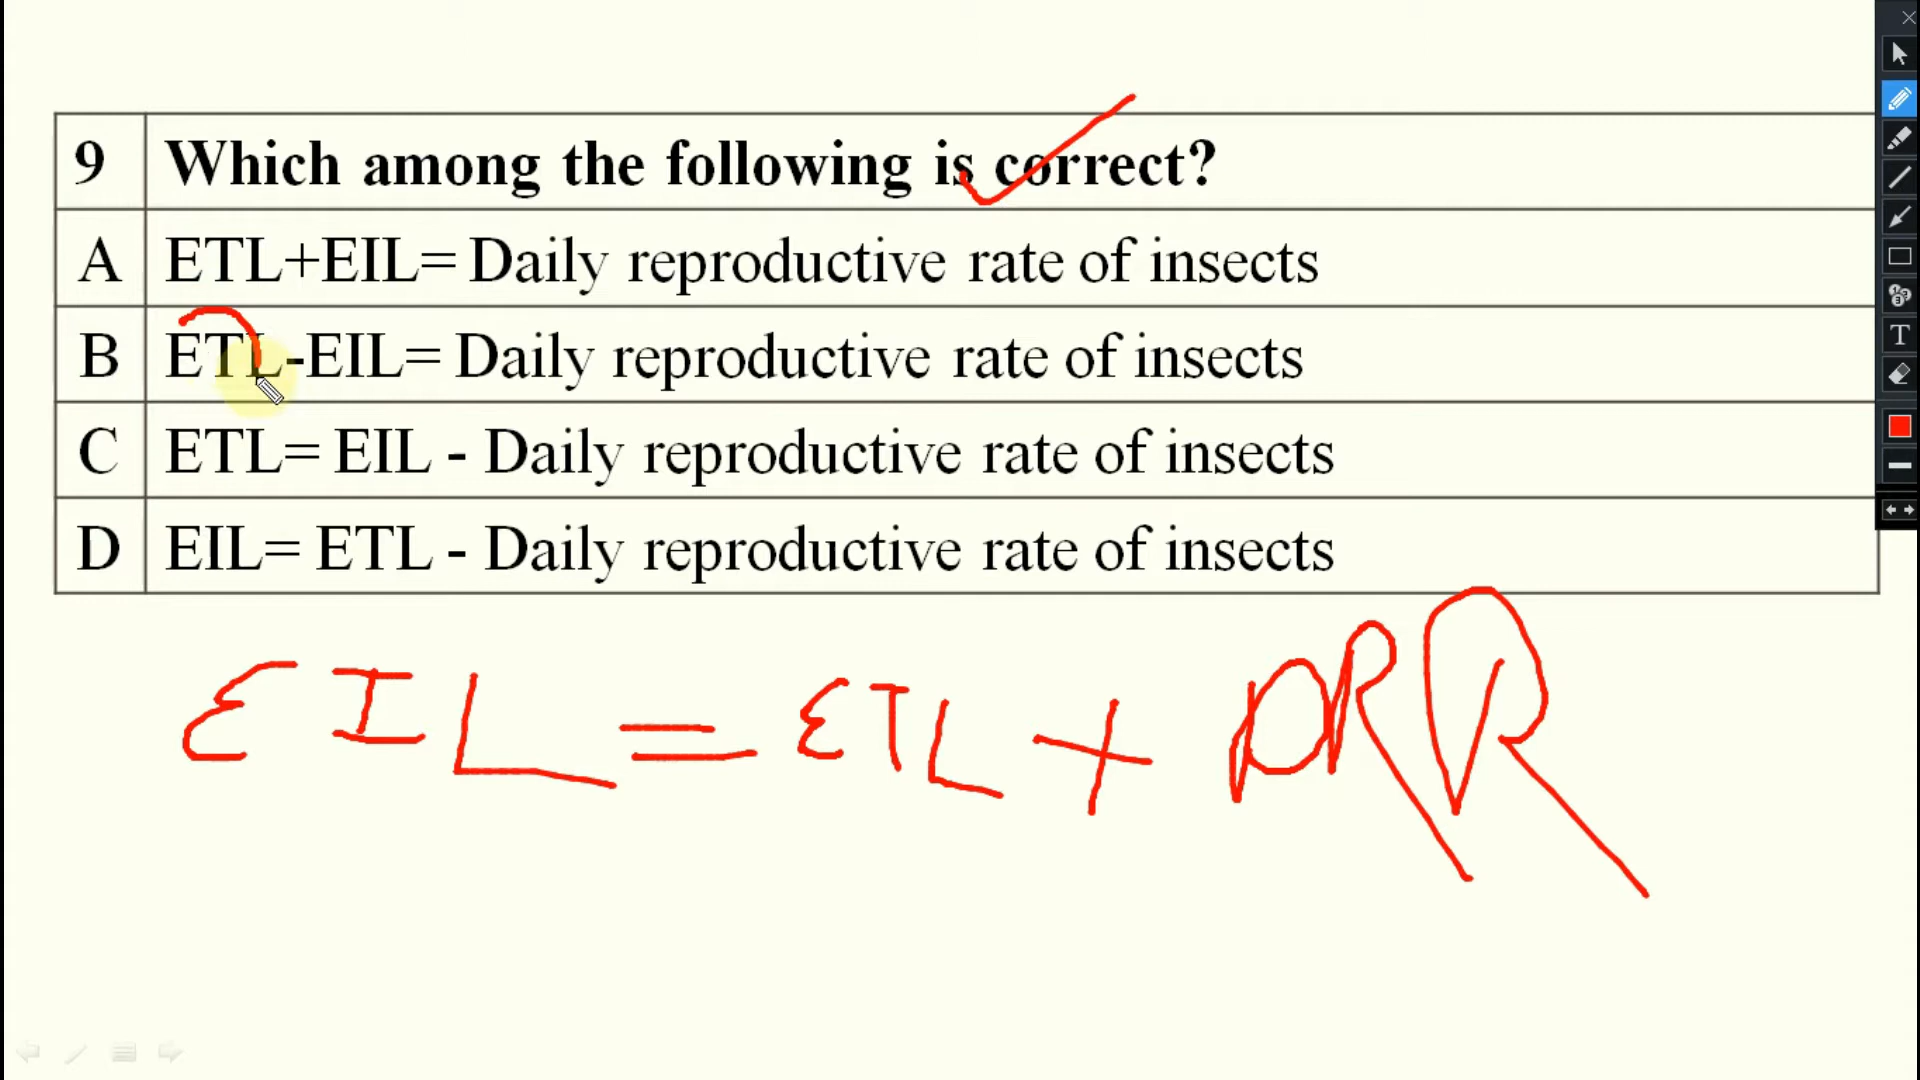 9 Which among the following is correct?
A ETL+EIL= Daily reproductive rate of insects
B ETL-EIL= Daily reproductive rate of insects
C ETL= EIL - Daily reproductive rate of insects
D EIL= ETL - Daily reproductive rate of insects
EIL = ETL + DRR